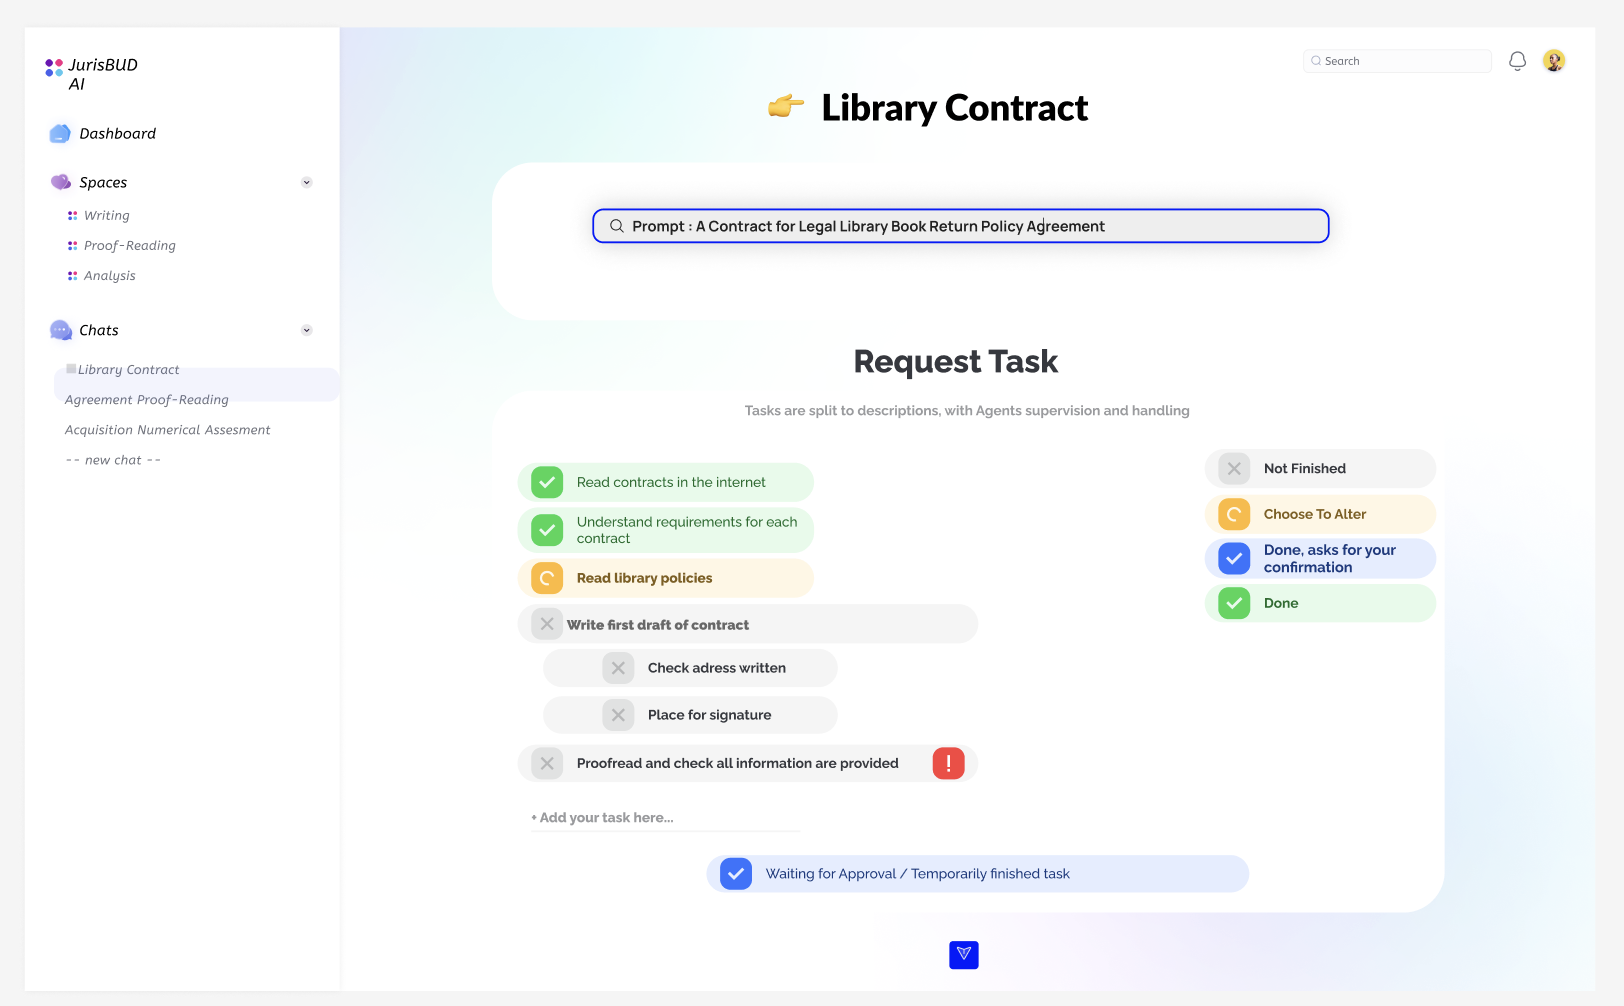 JurisBUD
AI
Dashboard
Spaces
Writing
Proof-Reading
Analysis
Chats
Library Contract
Agreement Proof-Reading
Acquisition Numerical Assesment
-- new chat --
Search
👉 Library Contract
Prompt : A Contract for Legal Library Book Return Policy Agreement
Request Task
Tasks are split to descriptions, with Agents supervision and handling
Read contracts in the internet
Understand requirements for each
contract
Read library policies
Write first draft of contract
Check adress written
Place for signature
Proofread and check all information are provided
+ Add your task here...
Not Finished
Choose To Alter
Done, asks for your
confirmation
Done
Waiting for Approval / Temporarily finished task